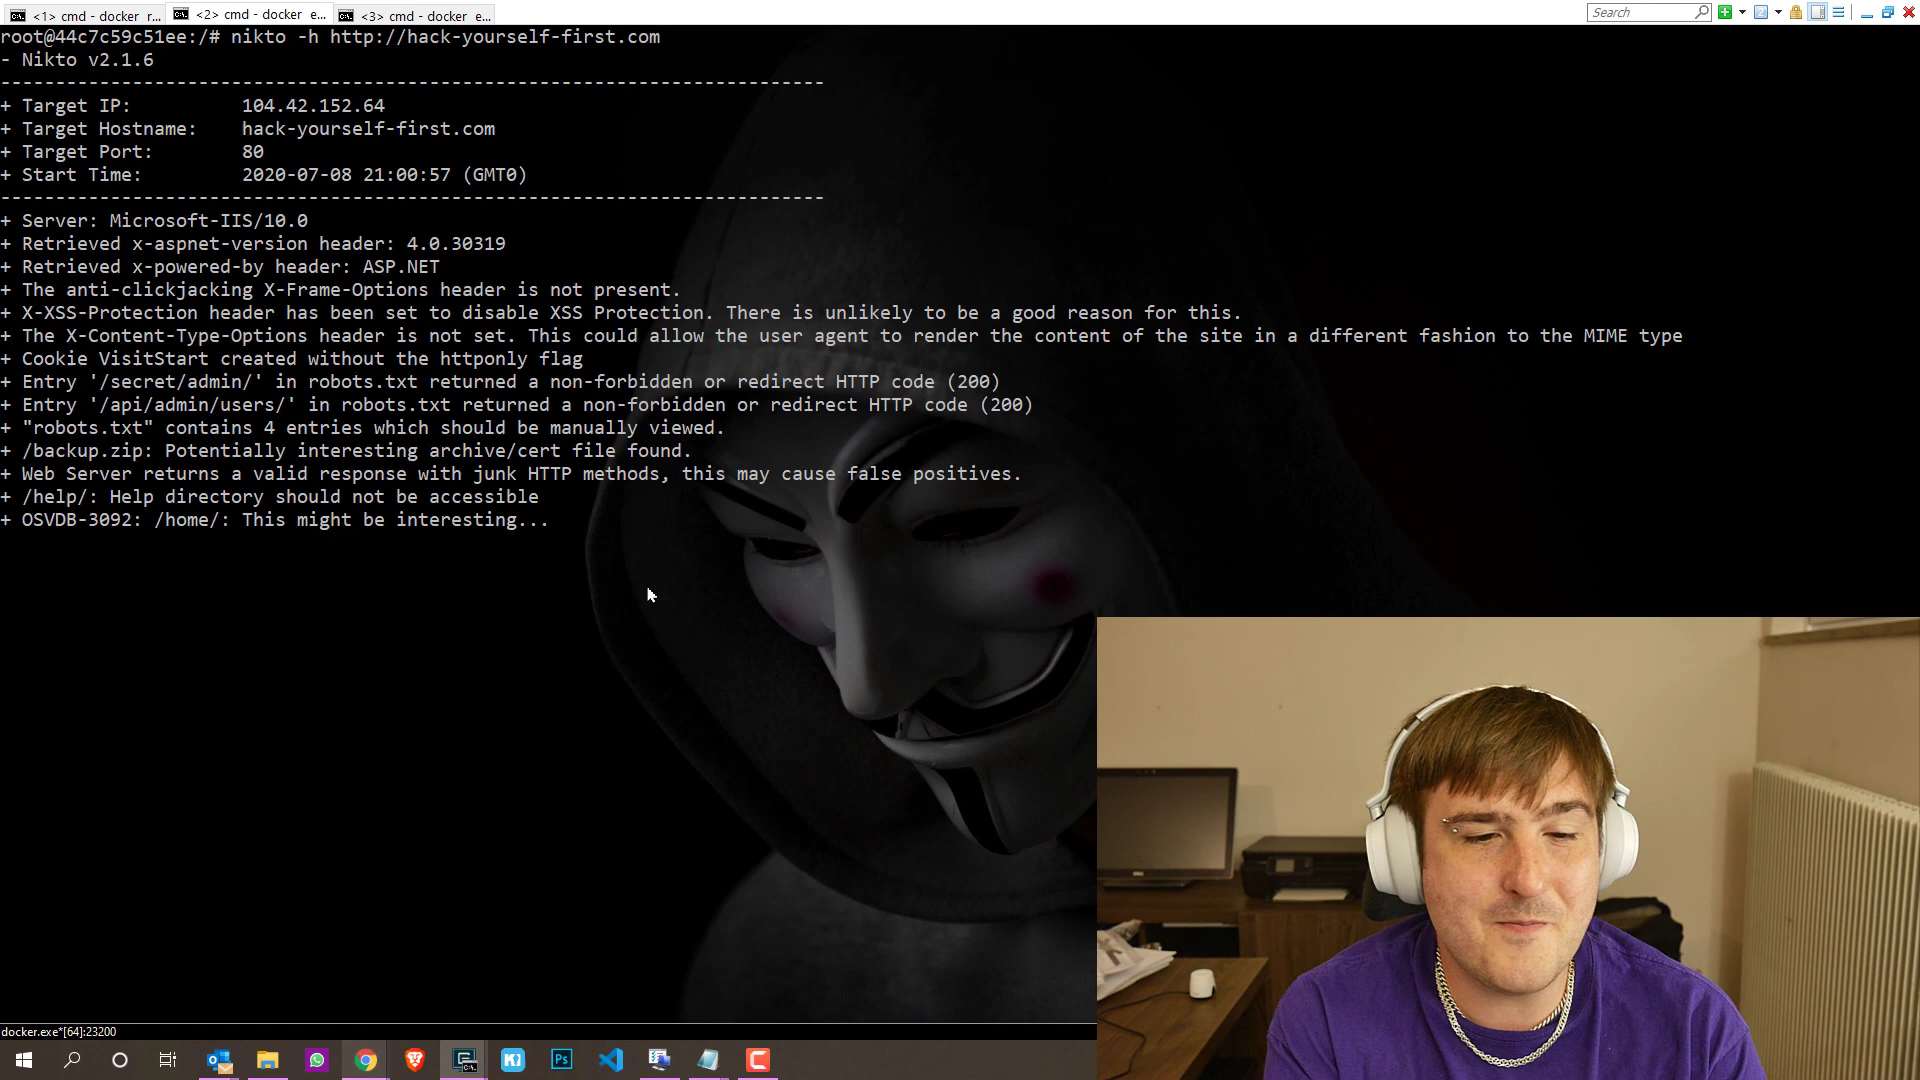 <1> cmd - docker r...
<2> cmd - docker e...
<3> cmd - docker e...
Search
root@44c7c59c51ee:/# nikto -h http://hack-yourself-first.com
- Nikto v2.1.6
---------------------------------------------------------------------------
+ Target IP:          104.42.152.64
+ Target Hostname:    hack-yourself-first.com
+ Target Port:        80
+ Start Time:         2020-07-08 21:00:57 (GMT0)
---------------------------------------------------------------------------
+ Server: Microsoft-IIS/10.0
+ Retrieved x-aspnet-version header: 4.0.30319
+ Retrieved x-powered-by header: ASP.NET
+ The anti-clickjacking X-Frame-Options header is not present.
+ X-XSS-Protection header has been set to disable XSS Protection. There is unlikely to be a good reason for this.
+ The X-Content-Type-Options header is not set. This could allow the user agent to render the content of the site in a different fashion to the MIME type
+ Cookie VisitStart created without the httponly flag
+ Entry '/secret/admin/' in robots.txt returned a non-forbidden or redirect HTTP code (200)
+ Entry '/api/admin/users/' in robots.txt returned a non-forbidden or redirect HTTP code (200)
+ "robots.txt" contains 4 entries which should be manually viewed.
+ /backup.zip: Potentially interesting archive/cert file found.
+ Web Server returns a valid response with junk HTTP methods, this may cause false positives.
+ /help/: Help directory should not be accessible
+ OSVDB-3092: /home/: This might be interesting...
docker.exe*[64]:23200